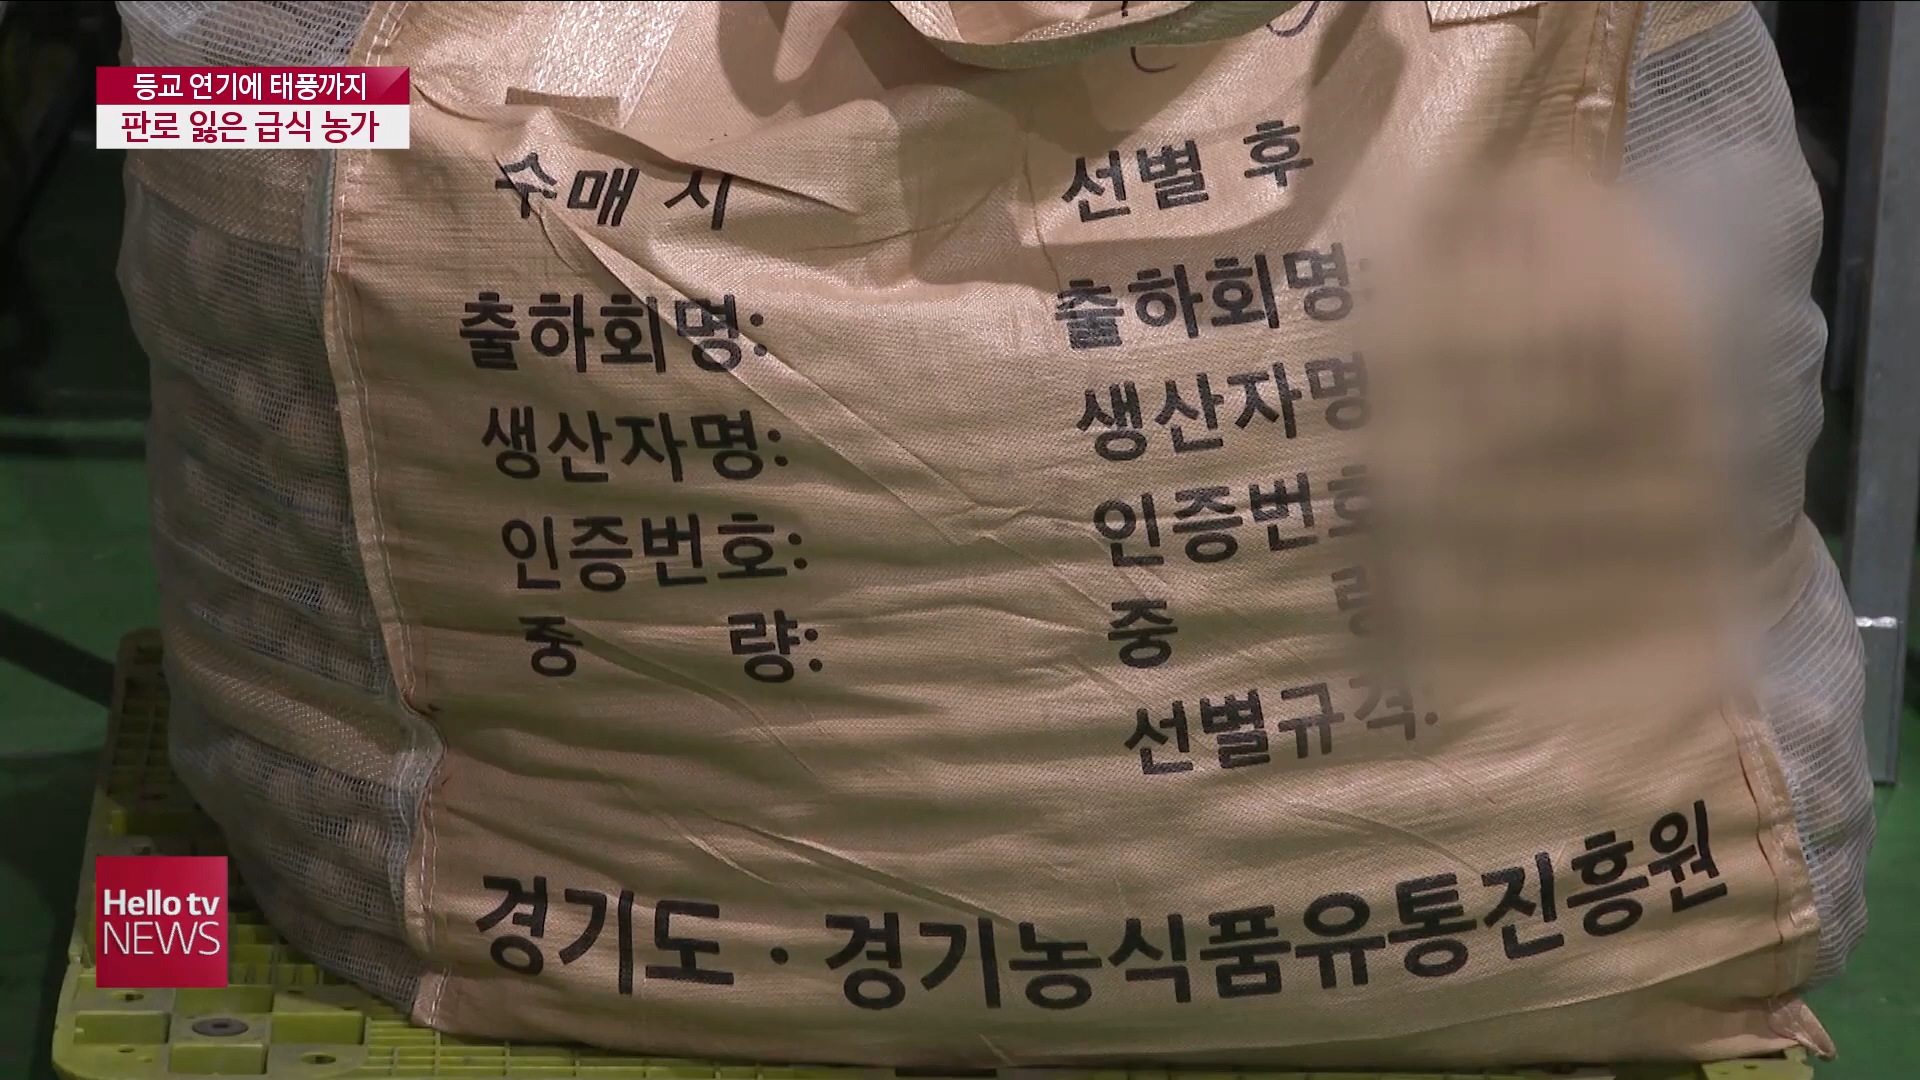 등교 연기에 태풍까지
판로 잃은 급식 농가
수매 시
출하회명:
생산자명:
인증번호:
중 량:
선별 후
출하회명:
생산자명
인증번호
중 량
선별규격:
경기도·경기농식품유통진흥원
Hello tv
NEWS